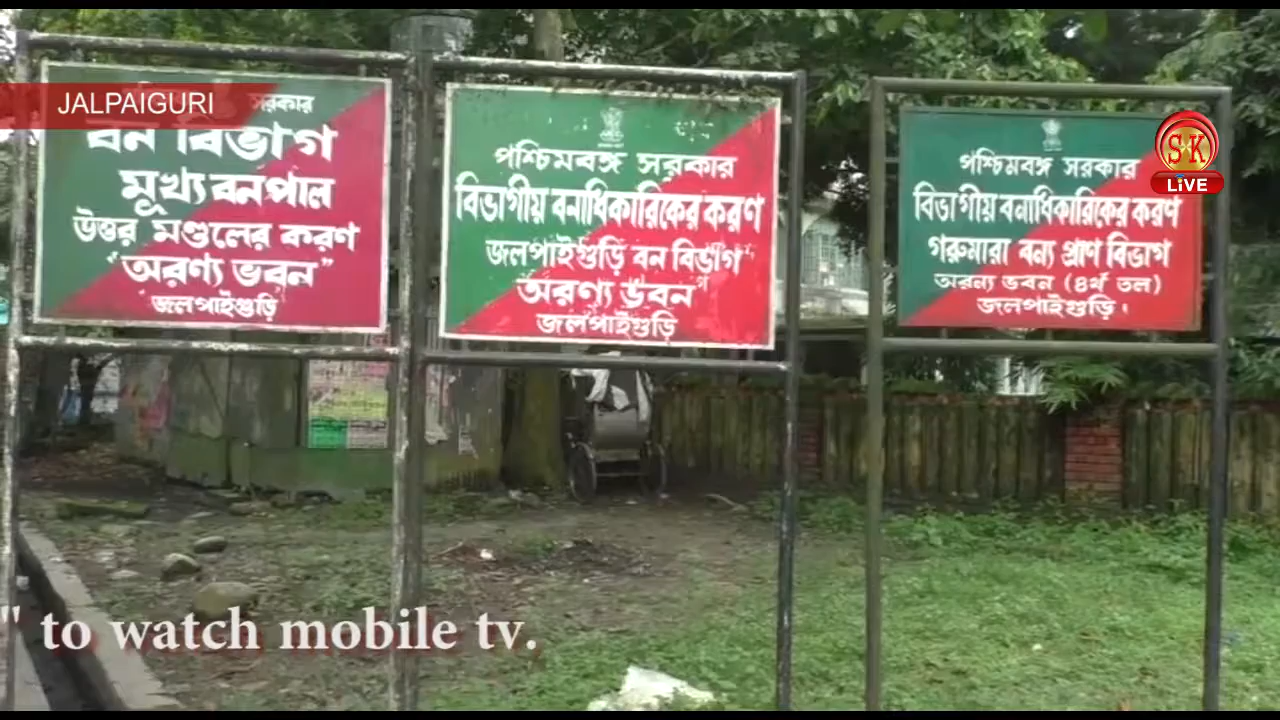 JALPAIGURI
সরকার
বন বিভাগ
মূখ্য বনপাল
উত্তর মণ্ডলের করণ
"অরণ্য ভবন"
জলপাইগুড়ি
পশ্চিমবঙ্গ সরকার
বিভাগীয় বনাধিকারিকের করণ
জলপাইগুড়ি বন বিভাগ
অরণ্য ভবন
জলপাইগুড়ি
পশ্চিমবঙ্গ সরকার
বিভাগীয় বনাধিকারিকের করণ
গরুমারা বন্য প্রাণ বিভাগ
অরন্য ভবন (৪র্থ তল)
জলপাইগুড়ি।
SK
LIVE
" to watch mobile tv.